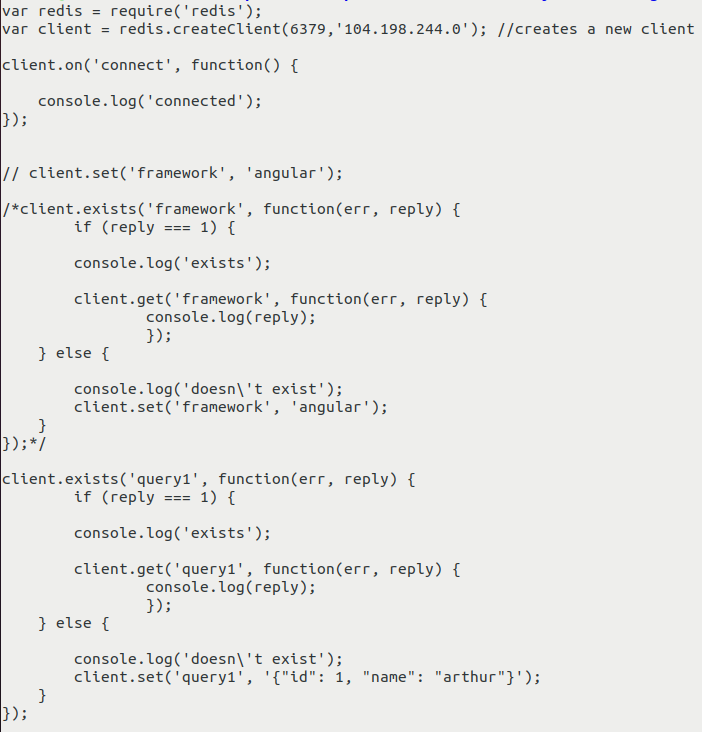 var redis = require('redis');
var client = redis.createClient(6379,'104.198.244.0'); //creates a new client

client.on('connect', function() {

    console.log('connected');
});


// client.set('framework', 'angular');

/*client.exists('framework', function(err, reply) {
        if (reply === 1) {

        console.log('exists');

        client.get('framework', function(err, reply) {
                console.log(reply);
                });
    } else {

        console.log('doesn\'t exist');
        client.set('framework', 'angular');
    }
});*/

client.exists('query1', function(err, reply) {
        if (reply === 1) {

        console.log('exists');

        client.get('query1', function(err, reply) {
                console.log(reply);
                });
    } else {

        console.log('doesn\'t exist');
        client.set('query1', '{"id": 1, "name": "arthur"}');
    }
});